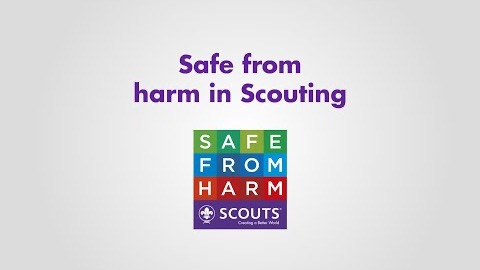 Safe from
harm in Scouting
SAFE
FROM
HARM
SCOUTS®
Creating a Better World